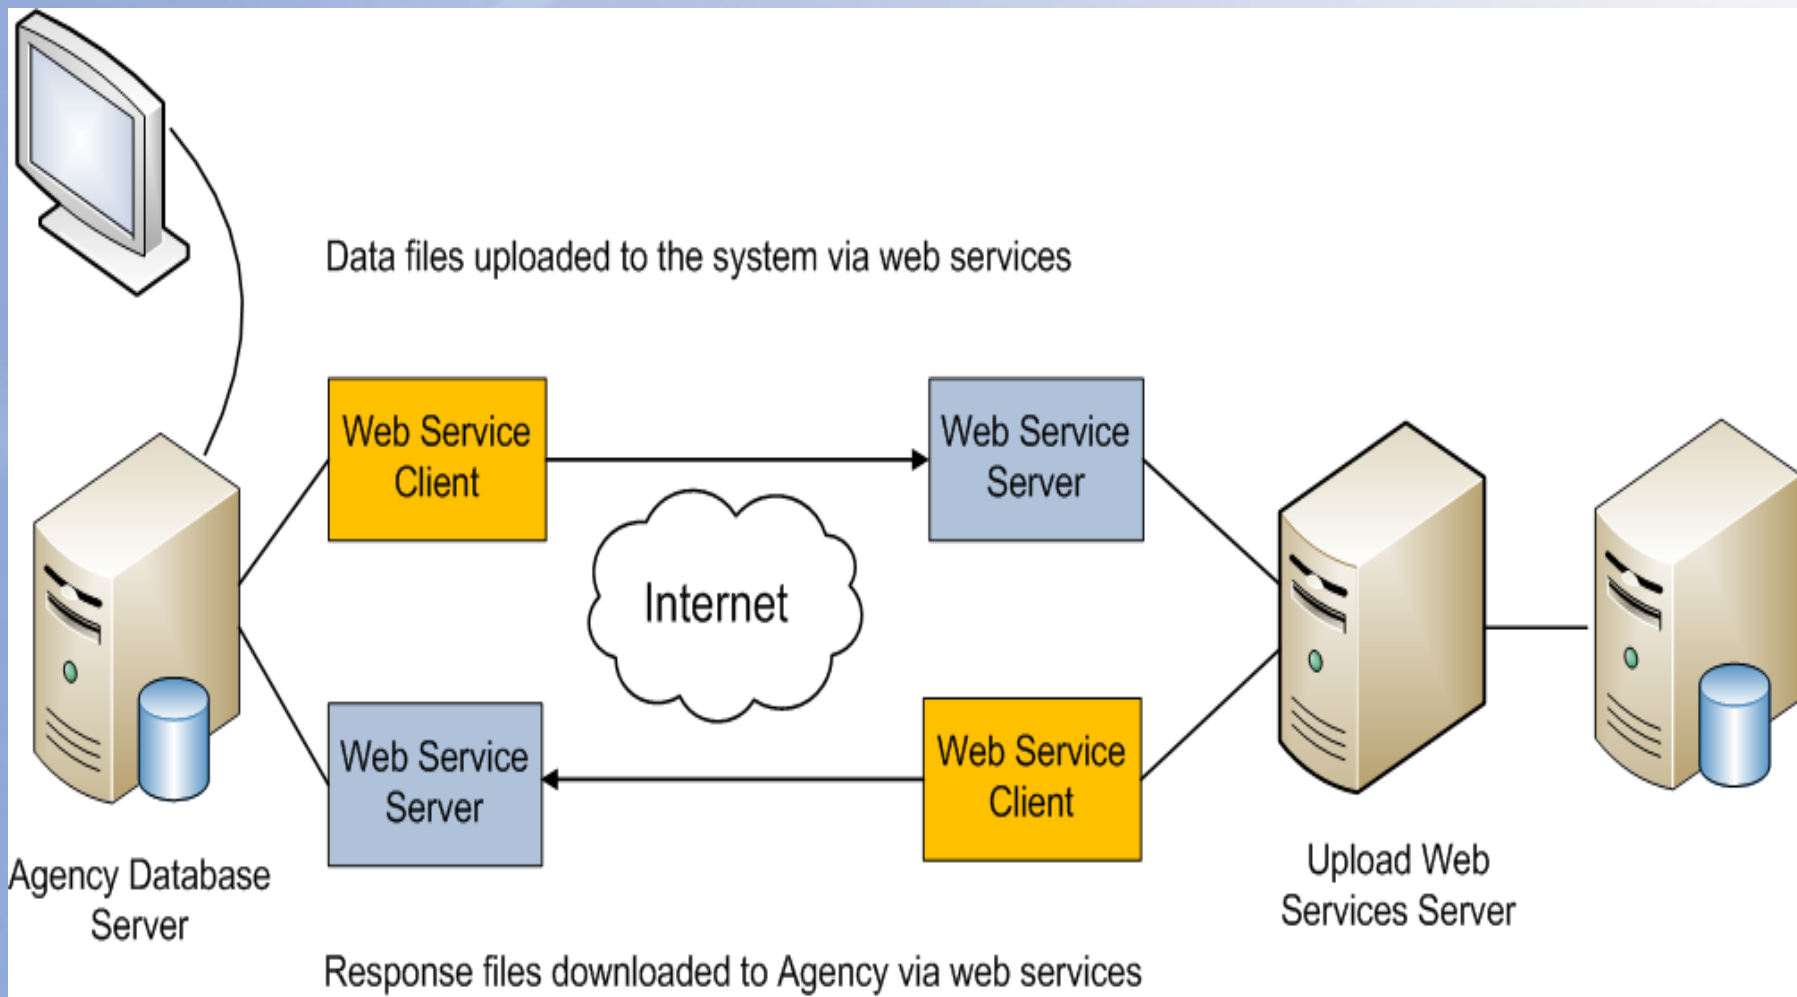 Data files uploaded to the system via web services
Web Service
Client
Web Service
Server
Internet
Web Service
Server
Web Service
Client
Agency Database
Server
Upload Web
Services Server
Response files downloaded to Agency via web services